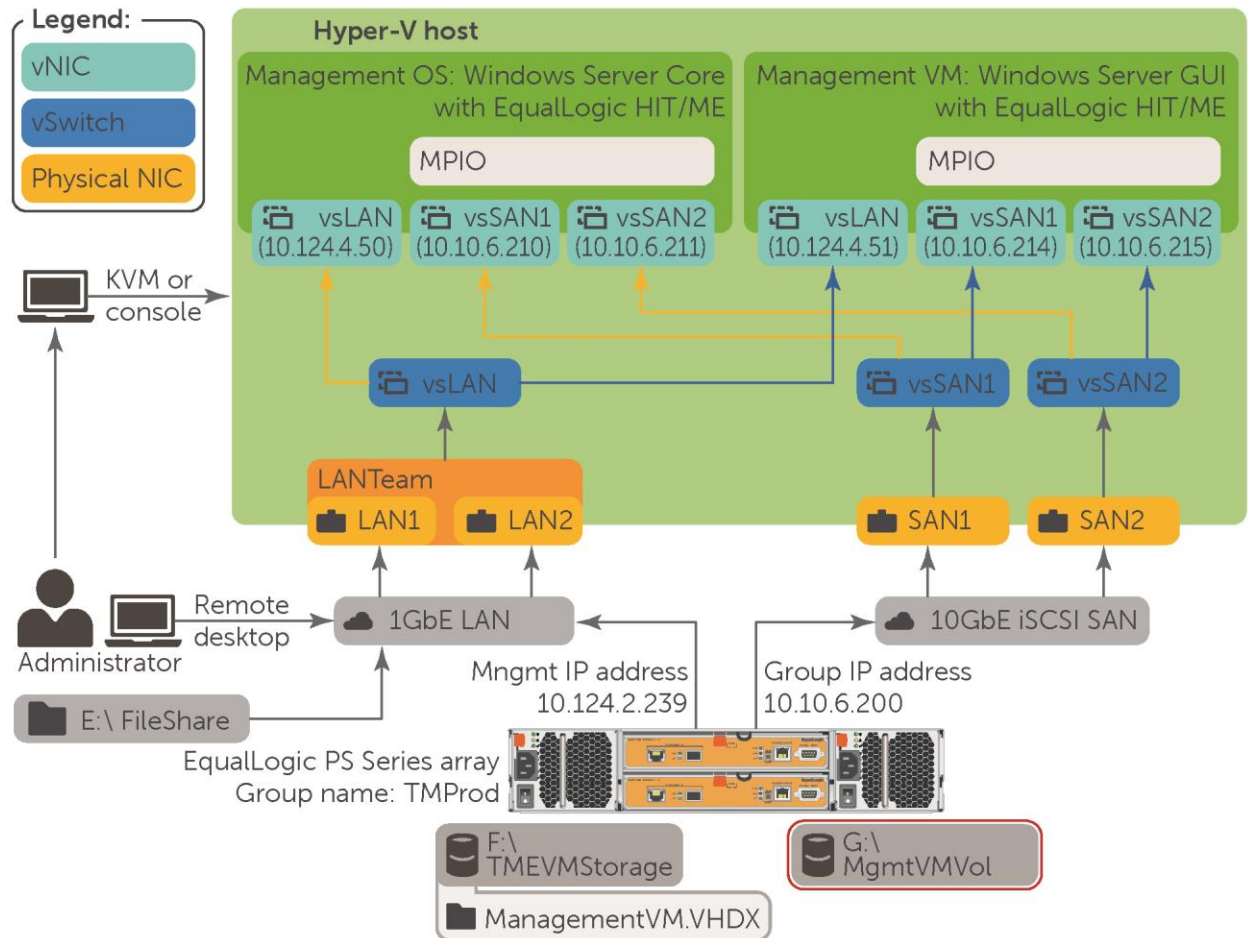 Legend:
vNIC
vSwitch
Physical NIC
Hyper-V host
Management OS: Windows Server Core
with EqualLogic HIT/ME
MPIO
vsLAN
(10.124.4.50)
vsSAN1
(10.10.6.210)
vsSAN2
(10.10.6.211)
Management VM: Windows Server GUI
with EqualLogic HIT/ME
MPIO
vsLAN
(10.124.4.51)
vsSAN1
(10.10.6.214)
vsSAN2
(10.10.6.215)
KVM or
console
vsLAN
vsSAN1
vsSAN2
LANTeam
LAN1
LAN2
SAN1
SAN2
Administrator
Remote
desktop
1GbE LAN
10GbE iSCSI SAN
E:\ FileShare
Mngmt IP address
10.124.2.239
Group IP address
10.10.6.200
EqualLogic PS Series array
Group name: TMProd
F:\
TMEVMStorage
ManagementVM.VHDX
G:\
MgmtVMVol